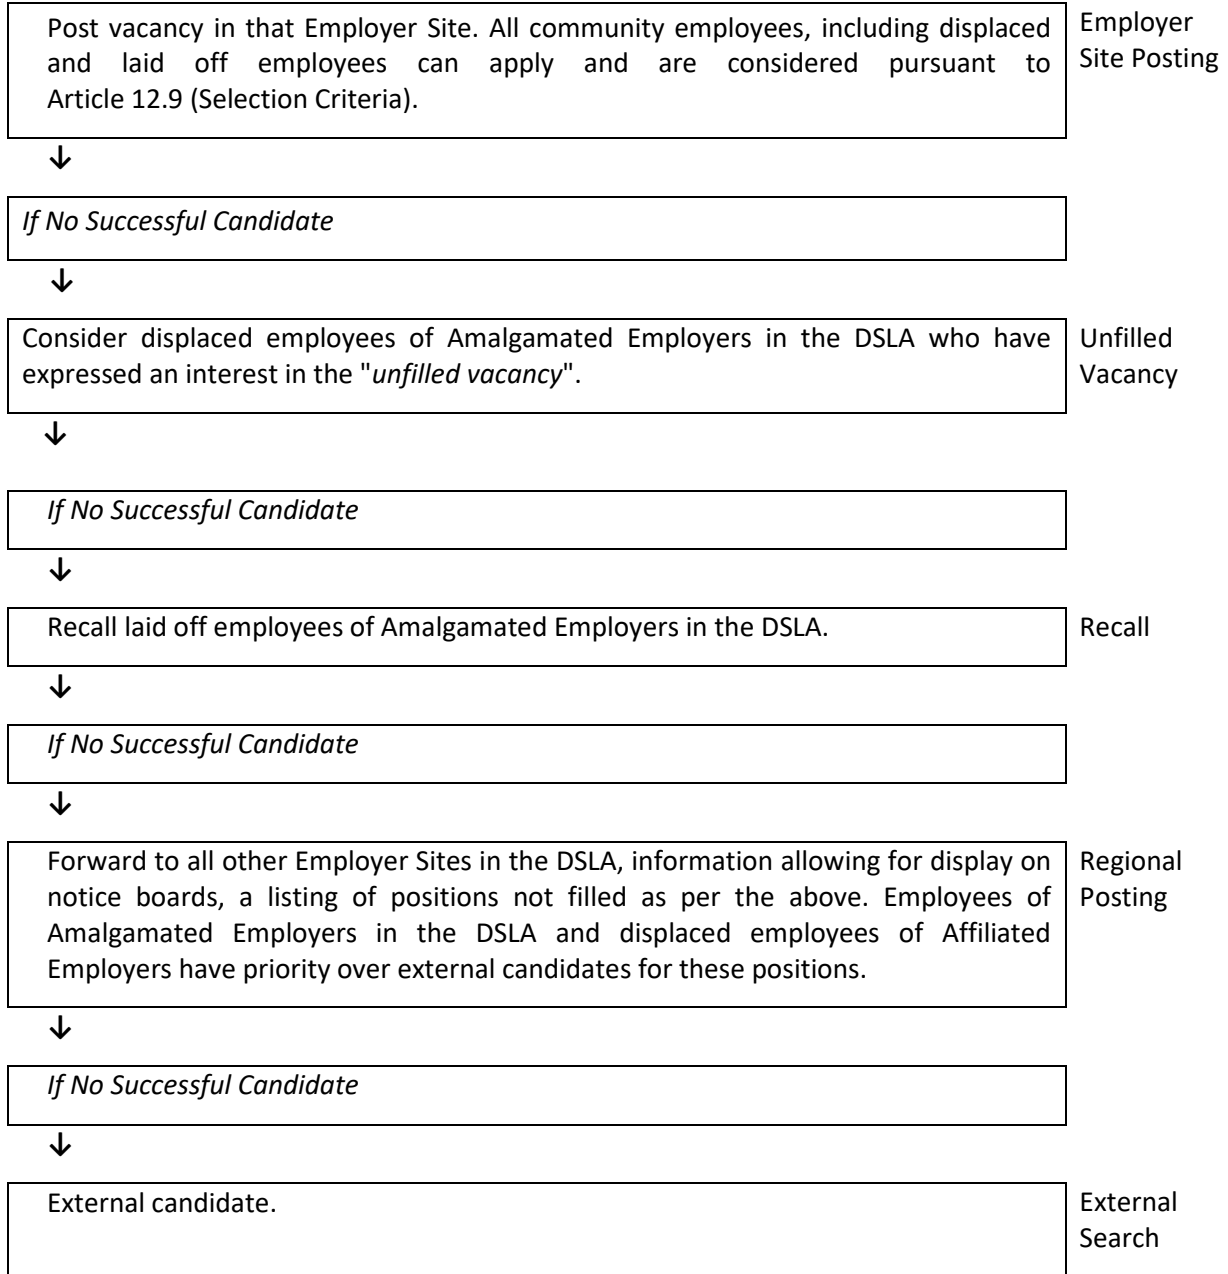 Post vacancy in that Employer Site. All community employees, including displaced
and laid off employees can apply and are considered pursuant to
Article 12.9 (Selection Criteria).
Employer
Site Posting
↓
If No Successful Candidate
↓
Consider displaced employees of Amalgamated Employers in the DSLA who have
expressed an interest in the "unfilled vacancy".
Unfilled
Vacancy
↓
If No Successful Candidate
↓
Recall laid off employees of Amalgamated Employers in the DSLA.
Recall
↓
If No Successful Candidate
↓
Forward to all other Employer Sites in the DSLA, information allowing for display on
notice boards, a listing of positions not filled as per the above. Employees of
Amalgamated Employers in the DSLA and displaced employees of Affiliated
Employers have priority over external candidates for these positions.
Regional
Posting
↓
If No Successful Candidate
↓
External candidate.
External
Search